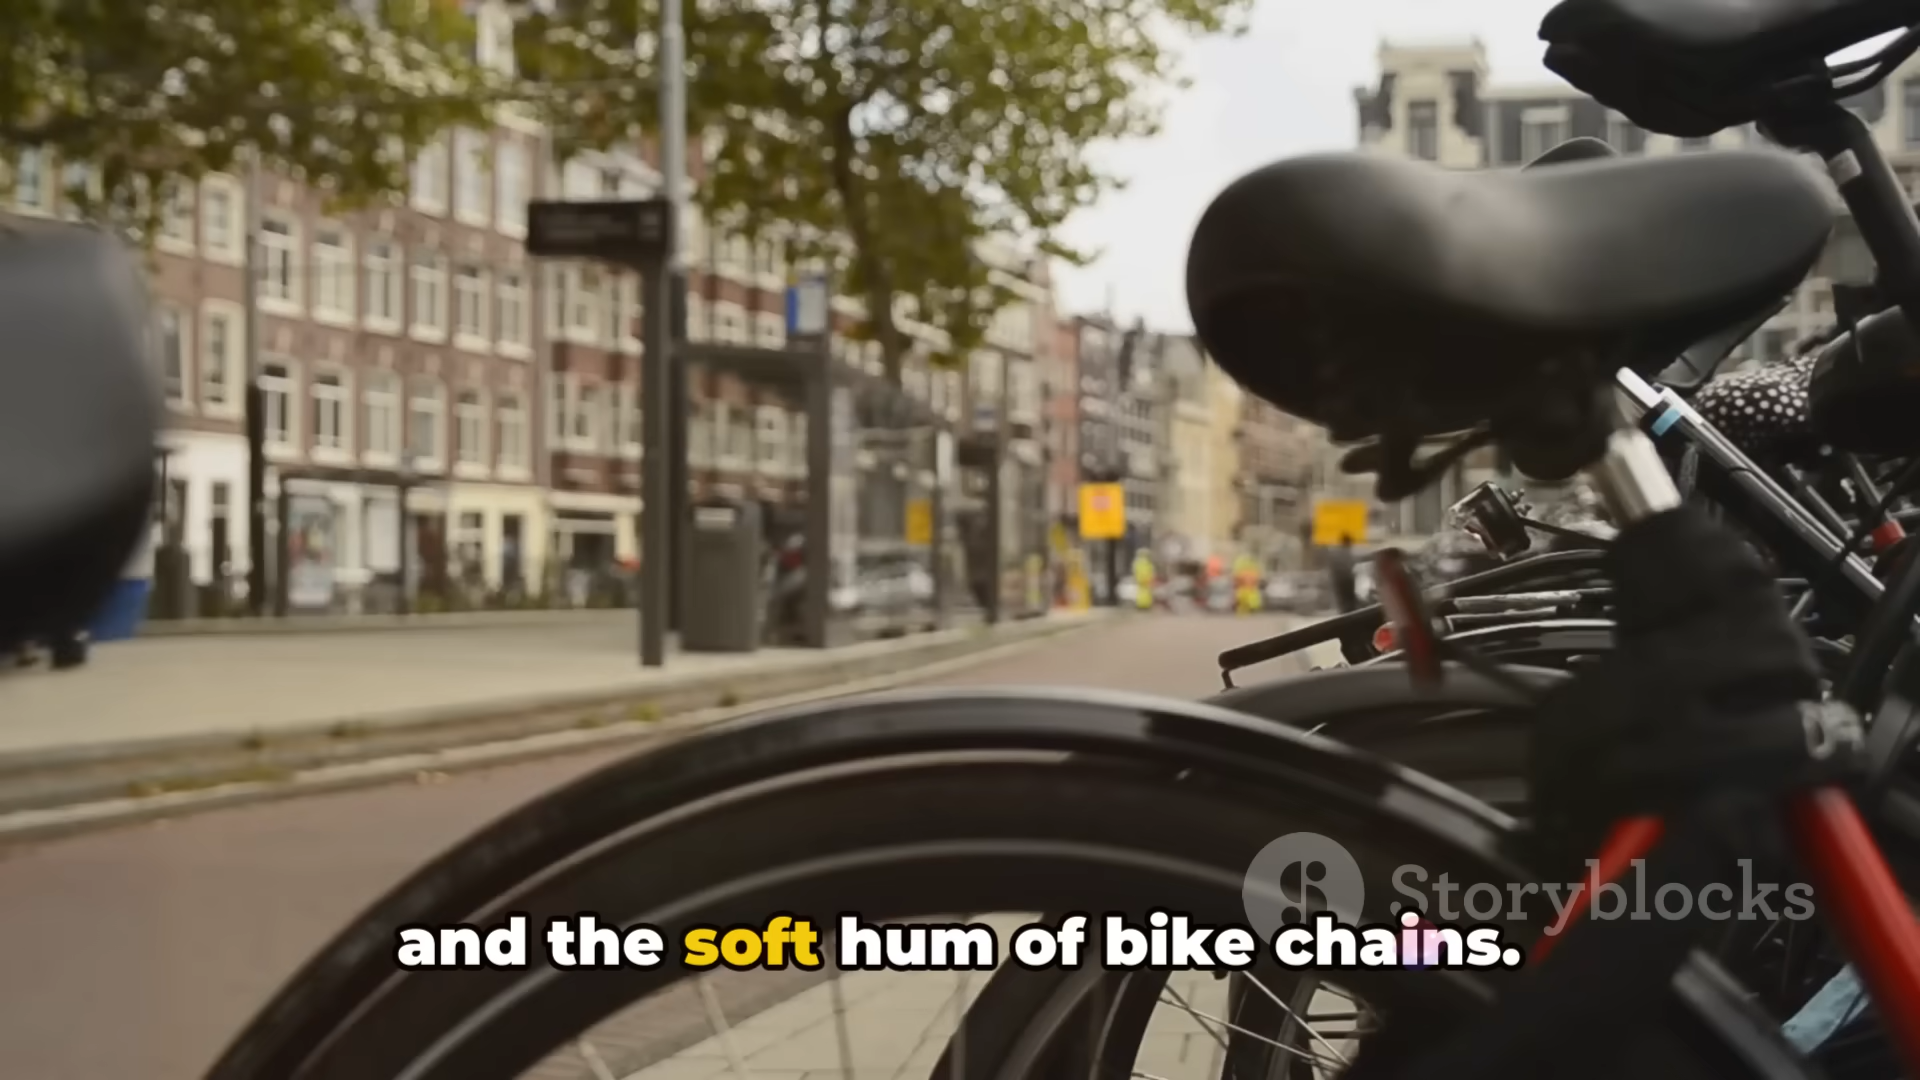 Storyblocks
and the soft hum of bike chains.